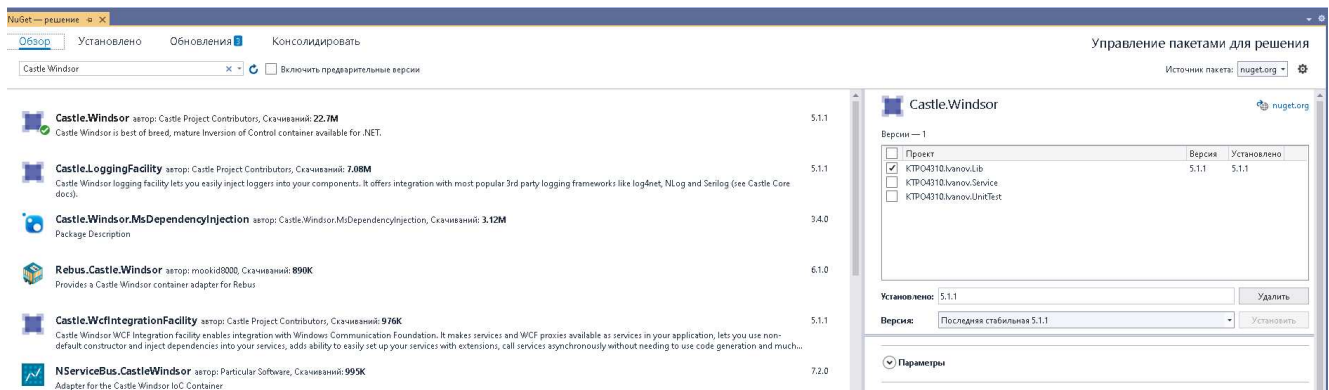 NuGet — решение
Обзор Установлено Обновления 3 Консолидировать
Управление пакетами для решения
Castle Windsor
Включить предварительные версии
Источник пакета: nuget.org
Castle.Windsor автор: Castle Project Contributors, Скачиваний: 22.7M 5.1.1
Castle Windsor is best of breed, mature Inversion of Control container available for .NET.
Castle.LoggingFacility автор: Castle Project Contributors, Скачиваний: 7.08M 5.1.1
Castle Windsor logging facility lets you easily inject loggers into your components. It offers integration with most popular 3rd party logging frameworks like log4net, NLog and Serilog (see Castle Core
docs).
Castle.Windsor.MsDependencyInjection автор: Castle.Windsor.MsDependencyInjection, Скачиваний: 3.12M 3.4.0
Package Description
Rebus.Castle.Windsor автор: mookid8000, Скачиваний: 890K 6.1.0
Provides a Castle Windsor container adapter for Rebus
Castle.WcfIntegrationFacility автор: Castle Project Contributors, Скачиваний: 976K 5.1.1
Castle Windsor WCF Integration facility enables integration with Windows Communication Foundation. It makes services and WCF proxies available as services in your application, lets you use non-
default constructor and inject dependencies into your services, adds ability to easily set up your services with extensions, call services asynchronously without needing to use code generation and much...
NServiceBus.CastleWindsor автор: Particular Software, Скачиваний: 995K 7.2.0
Adapter for the Castle Windsor IoC Container
Castle.Windsor
nuget.org
Версии — 1
Проект Версия Установлено
KTPO4310.Ivanov.Lib 5.1.1 5.1.1
KTPO4310.Ivanov.Service
KTPO4310.Ivanov.UnitTest
Установлено: 5.1.1 Удалить
Версия: Последняя стабильная 5.1.1 Установить
Параметры